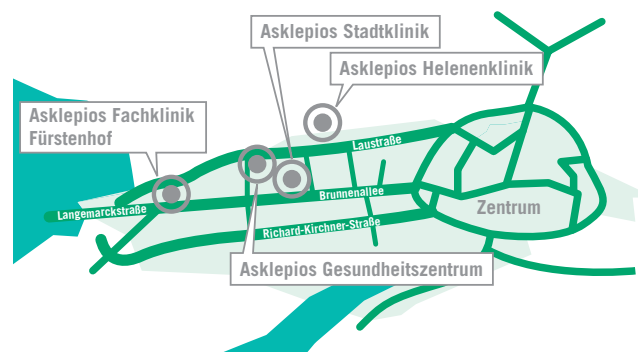 Asklepios Stadtklinik
Asklepios Helenenklinik
Asklepios Fachklinik
Fürstenhof
Laustraße
Brunnenallee
Langemarckstraße
Zentrum
Richard-Kirchner-Straße
Asklepios Gesundheitszentrum